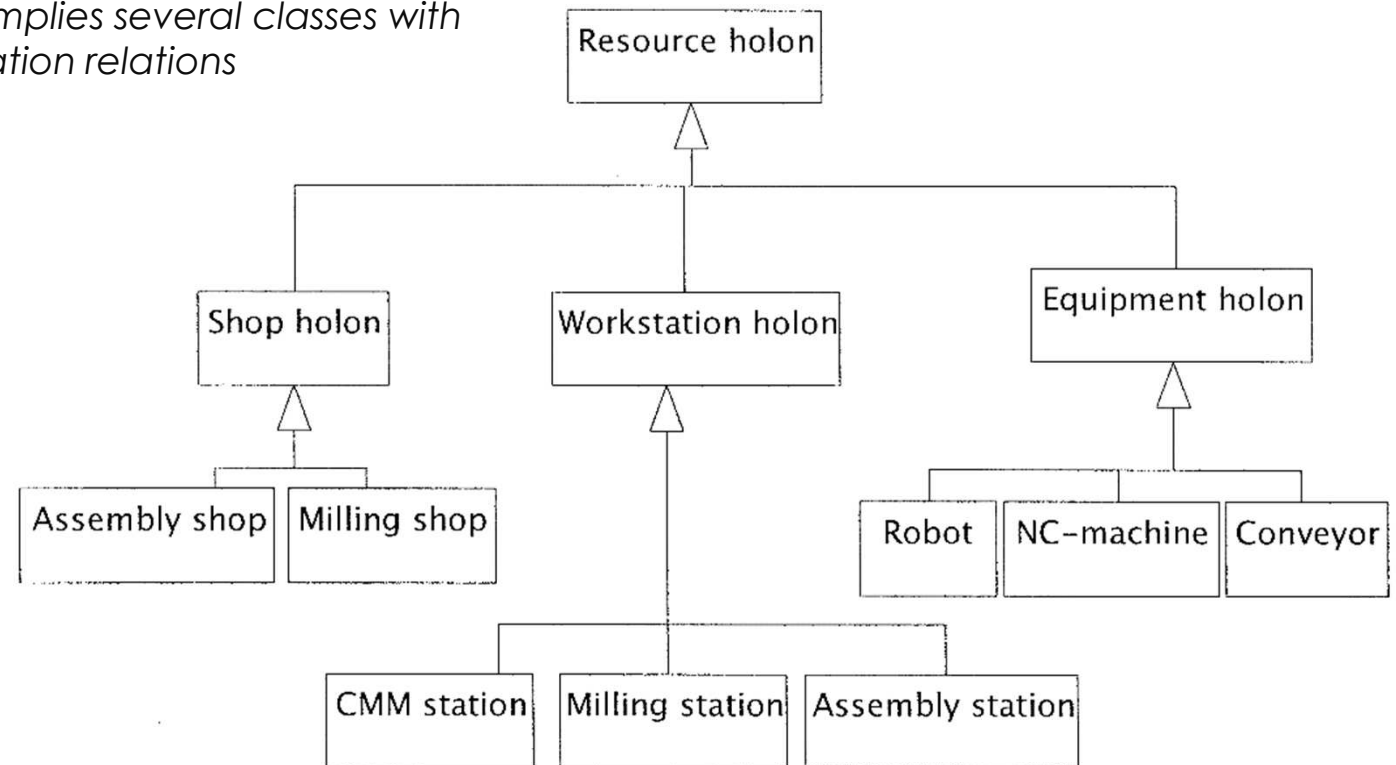 mplies several classes with
ation relations
Resource holon
Shop holon
Workstation holon
Equipment holon
Assembly shop
Milling shop
Robot
NC-machine
Conveyor
CMM station
Milling station
Assembly station